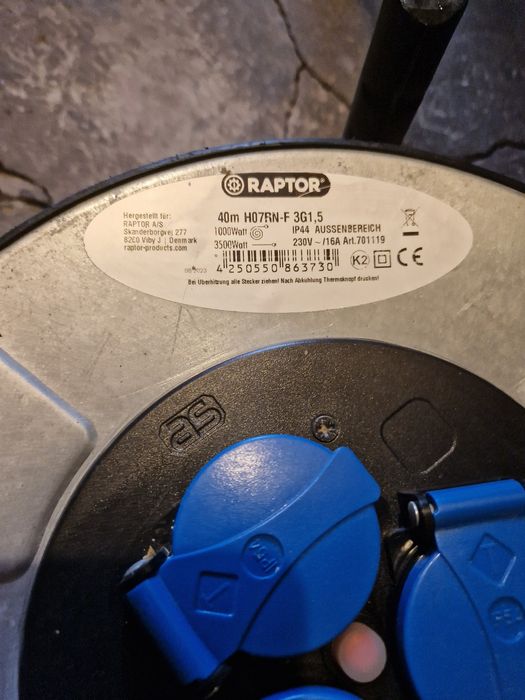 RAPTOR
40m H07RN-F 3G1,5
Hergestellt für:
RAPTOR A/S
Skanderborgvej 277
8260 Viby J | Denmark
raptor-products.com
1000Watt IP44 AUSSENBEREICH
3500Watt 230V ~/16A Art.701119
4 250550 863730
K2 CE
Bei Überhitzung alle Stecker ziehen! Nach Abkühlung Thermoknopf drücken!
as
IP54